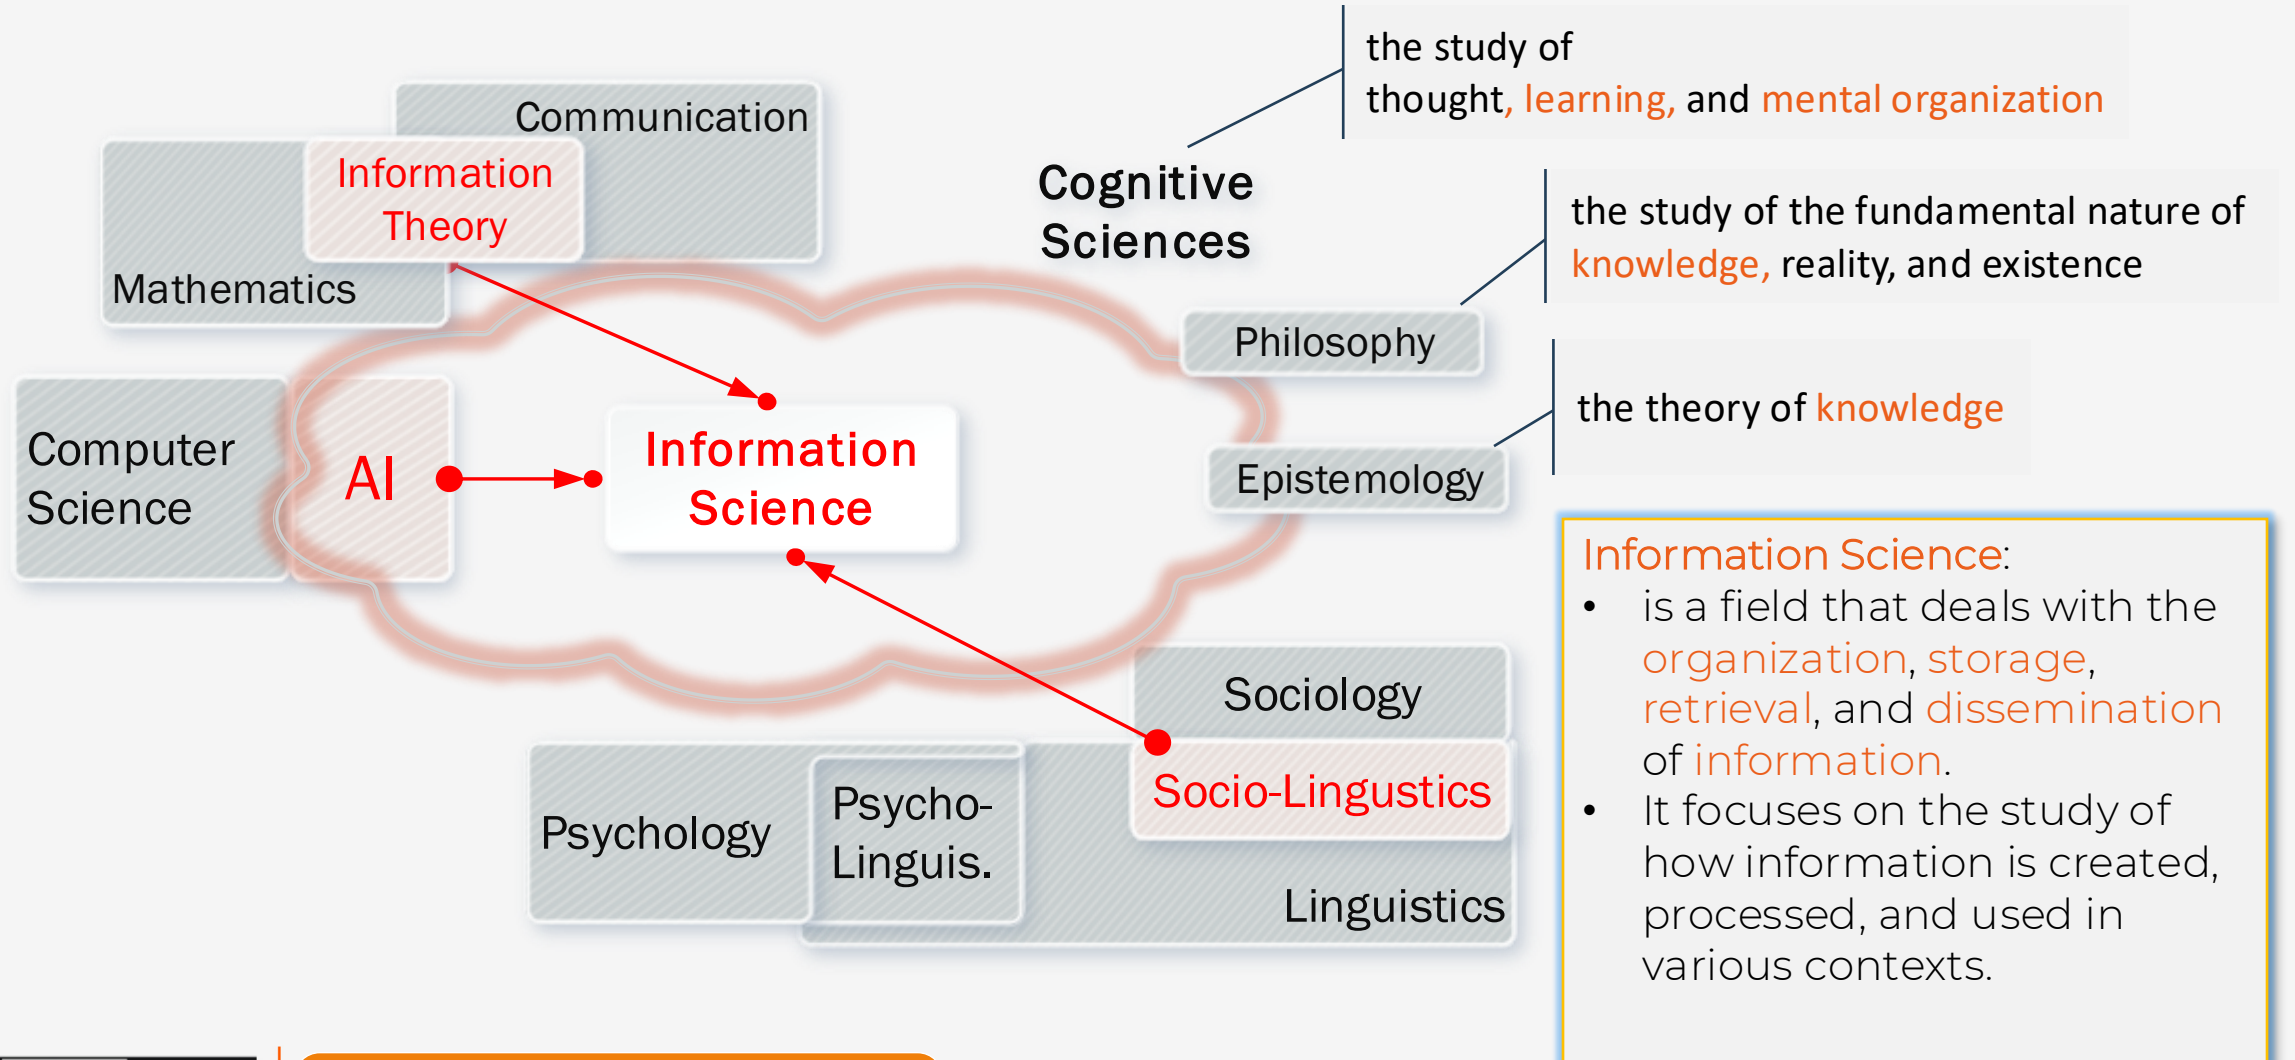 the study of
thought, learning, and mental organization
Communication
Information
Theory
Mathematics
Cognitive
Sciences
the study of the fundamental nature of
knowledge, reality, and existence
Philosophy
the theory of knowledge
Computer
Science
AI
Information
Science
Epistemology
Information Science:
• is a field that deals with the
organization, storage,
retrieval, and dissemination
of information.
• It focuses on the study of
how information is created,
processed, and used in
various contexts.
Sociology
Socio-Lingustics
Psychology
Psycho-
Linguis.
Linguistics